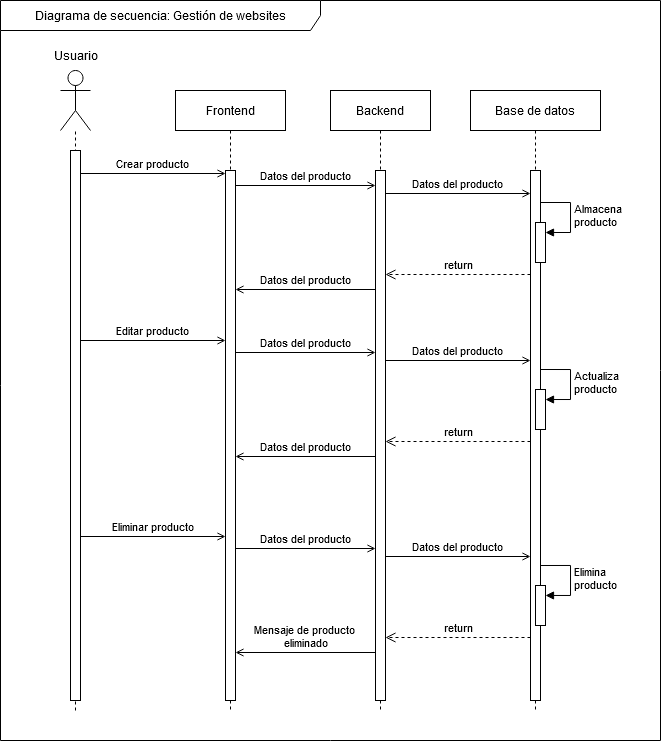 Diagrama de secuencia: Gestión de websites
Usuario
Frontend
Backend
Base de datos
Crear producto
Datos del producto
Datos del producto
Almacena
producto
return
Datos del producto
Editar producto
Datos del producto
Datos del producto
Actualiza
producto
return
Datos del producto
Eliminar producto
Datos del producto
Datos del producto
Elimina
producto
return
Mensaje de producto
eliminado